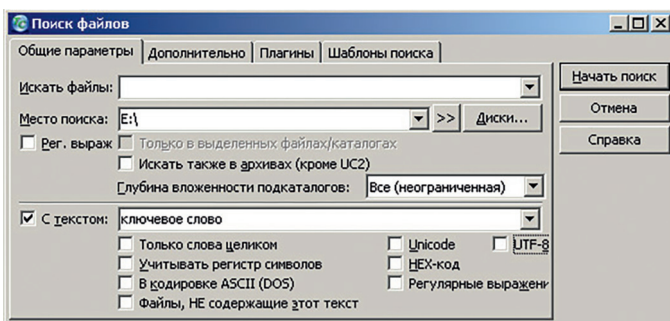 Поиск файлов
Общие параметры Дополнительно Плагины Шаблоны поиска
Искать файлы:
Начать поиск
Место поиска: E:\ >> Диски...
Отмена
Рег. выраж Только в выделенных файлах/каталогах
Справка
Искать также в архивах (кроме UC2)
Глубина вложенности подкаталогов: Все (неограниченная)
С текстом: ключевое слово
Только слова целиком Unicode UTF-8
Учитывать регистр символов HEX-код
В кодировке ASCII (DOS) Регулярные выражени
Файлы, НЕ содержащие этот текст